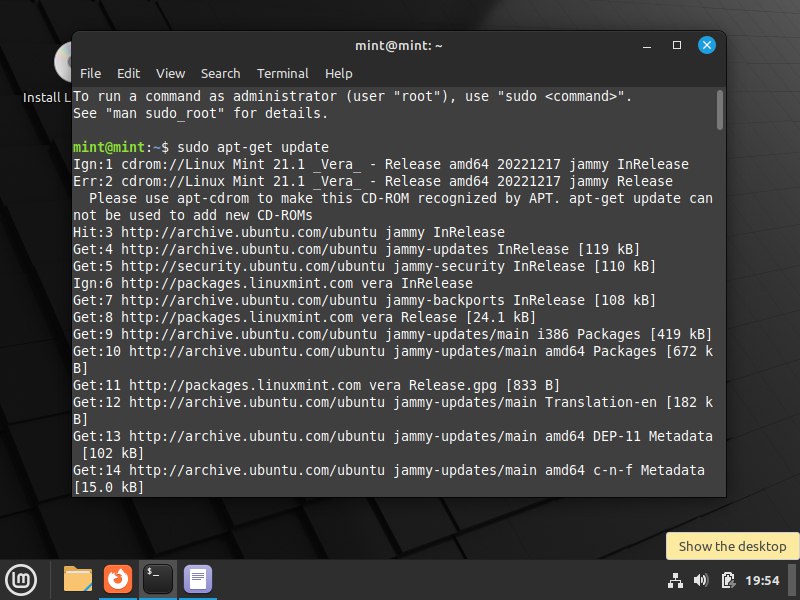 mint@mint: ~
File Edit View Search Terminal Help
Install L
To run a command as administrator (user "root"), use "sudo <command>".
See "man sudo_root" for details.
mint@mint:~$ sudo apt-get update
Ign:1 cdrom://Linux Mint 21.1 _Vera_ - Release amd64 20221217 jammy InRelease
Err:2 cdrom://Linux Mint 21.1 _Vera_ - Release amd64 20221217 jammy Release
  Please use apt-cdrom to make this CD-ROM recognized by APT. apt-get update can
not be used to add new CD-ROMs
Hit:3 http://archive.ubuntu.com/ubuntu jammy InRelease
Get:4 http://archive.ubuntu.com/ubuntu jammy-updates InRelease [119 kB]
Get:5 http://security.ubuntu.com/ubuntu jammy-security InRelease [110 kB]
Ign:6 http://packages.linuxmint.com vera InRelease
Get:7 http://archive.ubuntu.com/ubuntu jammy-backports InRelease [108 kB]
Get:8 http://packages.linuxmint.com vera Release [24.1 kB]
Get:9 http://archive.ubuntu.com/ubuntu jammy-updates/main i386 Packages [419 kB]
Get:10 http://archive.ubuntu.com/ubuntu jammy-updates/main amd64 Packages [672 k
B]
Get:11 http://packages.linuxmint.com vera Release.gpg [833 B]
Get:12 http://archive.ubuntu.com/ubuntu jammy-updates/main Translation-en [182 k
B]
Get:13 http://archive.ubuntu.com/ubuntu jammy-updates/main amd64 DEP-11 Metadata
 [102 kB]
Get:14 http://archive.ubuntu.com/ubuntu jammy-updates/main amd64 c-n-f Metadata
[15.0 kB]
Show the desktop
19:54